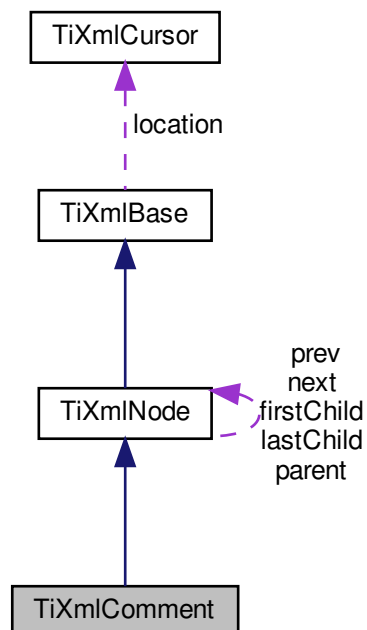 TiXmlCursor
location
TiXmlBase
prev
next
firstChild
lastChild
parent
TiXmlNode
TiXmlComment